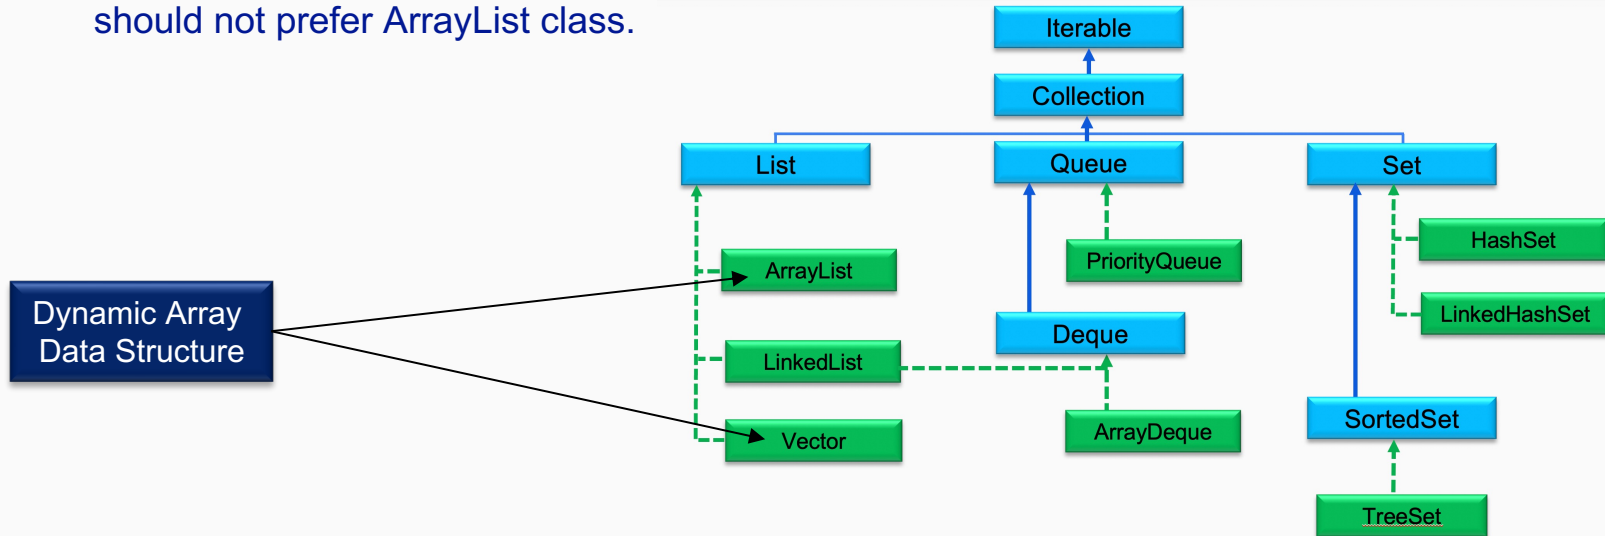 should not prefer ArrayList class.
Iterable
Collection
List
Queue
Set
HashSet
ArrayList
PriorityQueue
Dynamic Array
Data Structure
LinkedHashSet
Deque
LinkedList
SortedSet
ArrayDeque
Vector
TreeSet